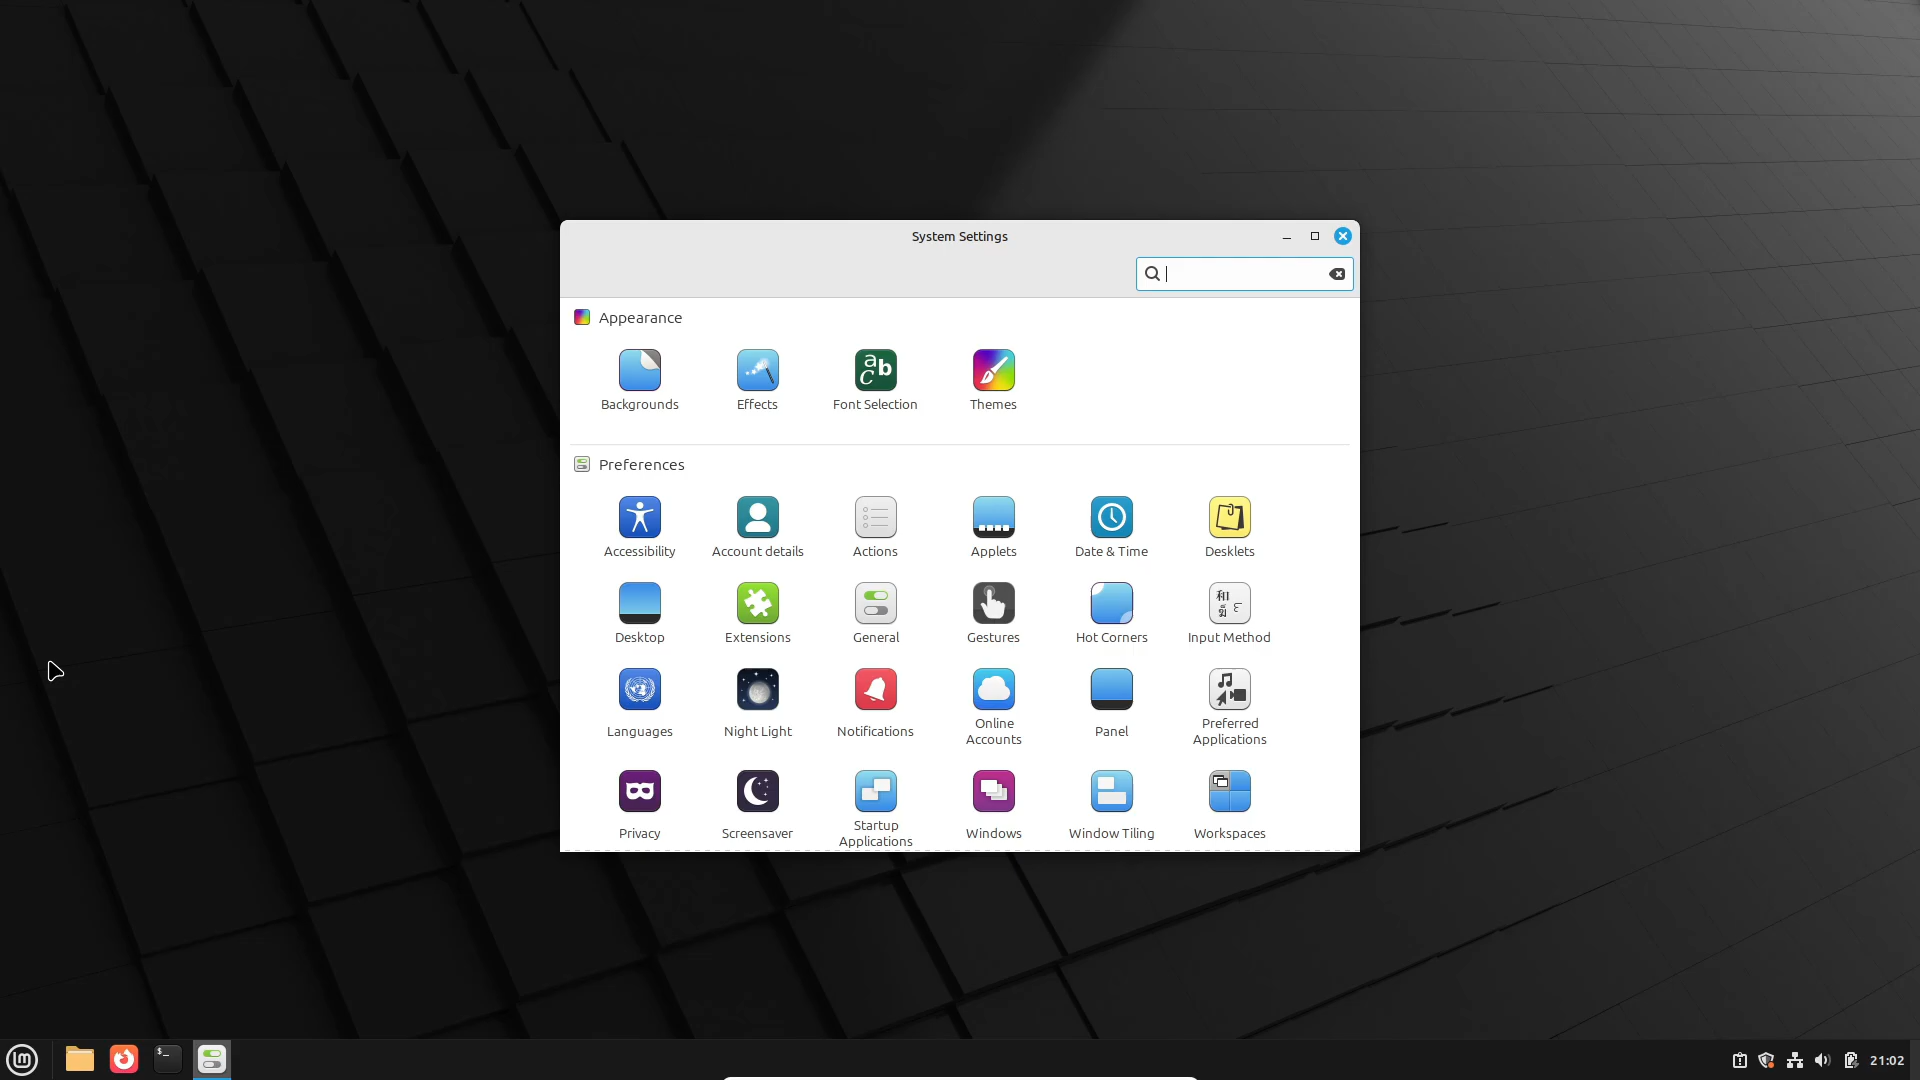 System Settings
Appearance
Backgrounds
Effects
Font Selection
Themes
Preferences
Accessibility
Account details
Actions
Applets
Date & Time
Desklets
Desktop
Extensions
General
Gestures
Hot Corners
Input Method
Languages
Night Light
Notifications
Online
Accounts
Panel
Preferred
Applications
Privacy
Screensaver
Startup
Applications
Windows
Window Tiling
Workspaces
21:02